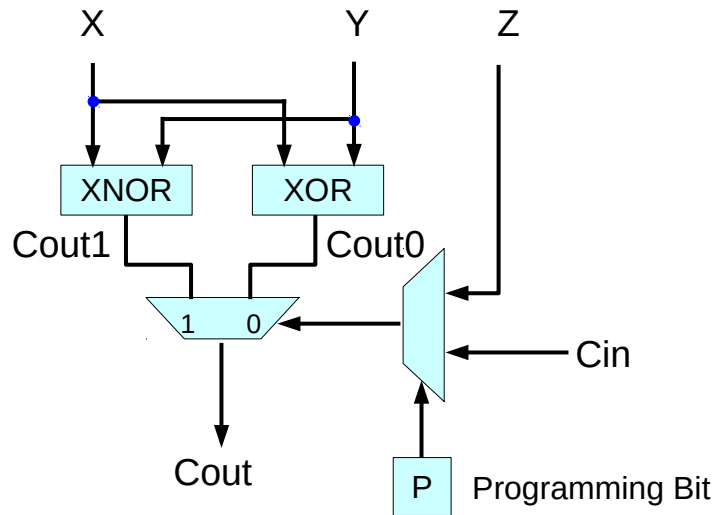 X Y Z
XNOR XOR
Cout1 Cout0
1 0
Cin
Cout
P Programming Bit